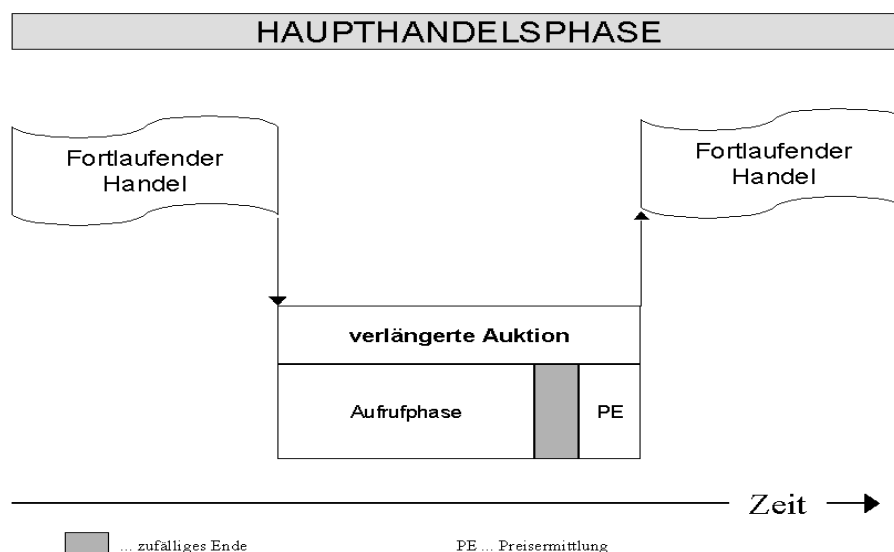 HAUPTHANDELSPHASE
Fortlaufender
Handel
Fortlaufender
Handel
verlängerte Auktion
Aufrufphase
PE
Zeit
... zufälliges Ende
PE ... Preisermittlung